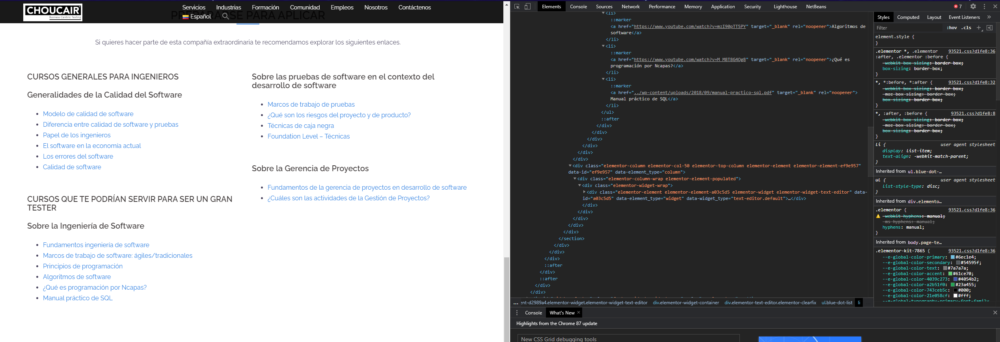 CHOUCAIR
Business Centric Testing
Servicios Industrias Formación Comunidad Empleos Nosotros Contáctenos
Español
PREPARARSE PARA APLICAR
Si quieres hacer parte de esta compañía extraordinaria te recomendamos explorar los siguientes enlaces.
CURSOS GENERALES PARA INGENIEROS
Generalidades de la Calidad del Software
Modelo de calidad de software
Diferencia entre calidad de software y pruebas
Papel de los ingenieros
El software en la economía actual
Los errores del software
Calidad de software
CURSOS QUE TE PODRÍAN SERVIR PARA SER UN GRAN
TESTER
Sobre la Ingeniería de Software
Fundamentos ingeniería de software
Marcos de trabajo de software: ágiles/tradicionales
Principios de programación
Algoritmos de software
¿Qué es programación por Ncapas?
Manual práctico de SQL
Sobre las pruebas de software en el contexto del
desarrollo de software
Marcos de trabajo de pruebas
¿Qué son los riesgos del proyecto y de producto?
Técnicas de caja negra
Foundation Level – Técnicas
Sobre la Gerencia de Proyectos
Fundamentos de la gerencia de proyectos en desarrollo de software
¿Cuáles son las actividades de la Gestión de Proyectos?
Elements Console Sources Network Performance Memory Application Security Lighthouse NetBeans 7
<li>
::marker
<a href="https://www.youtube.com/watch?v=mzI90pTT5PY" target="_blank" rel="noopener">Algoritmos de
software</a>
</li>
<li>
::marker
<a href="https://www.youtube.com/watch?v=M_M8T8G4Og8" target="_blank" rel="noopener">¿Qué es
programación por Ncapas?</a>
</li>
<li>
::marker
<a href="../wp-content/uploads/2018/09/manual-practico-sql.pdf" target="_blank" rel="noopener">
Manual práctico de SQL</a>
</li>
</ul>
::after
</div>
</div>
</div>
</div>
</div>
</div>
<div class="elementor-column elementor-col-50 elementor-top-column elementor-element elementor-element-ef9e957"
data-id="ef9e957" data-element_type="column">
<div class="elementor-column-wrap elementor-element-populated">
<div class="elementor-widget-wrap">
<div class="elementor-element elementor-element-a03c5d5 elementor-widget elementor-widget-text-editor" data-
id="a03c5d5" data-element_type="widget" data-widget_type="text-editor.default">…</div>
</div>
</div>
</div>
</div>
</div>
</section>
</div>
</div>
</div>
::after
</div>
::after
</div>
</div>
... ent-d2989a4.elementor-widget.elementor-widget-text-editor div.elementor-widget-container div.elementor-text-editor.elementor-clearfix ul.blue-dot-list li
Styles Computed Layout Event Listeners »
Filter :hov .cls +
element.style {
}
.elementor *, .elementor 93521.css?d1fe8:36
:after, .elementor :before {
-webkit-box-sizing: border-box;
box-sizing: border-box;
}
*, *:before, *:after { 93521.css?d1fe8:32
-webkit-box-sizing: border-box;
-moz-box-sizing: border-box;
box-sizing: border-box;
}
*, :after, :before { 93521.css?d1fe8:8
-webkit-box-sizing: border-box;
-moz-box-sizing: border-box;
box-sizing: border-box;
}
li { user agent stylesheet
display: list-item;
text-align: -webkit-match-parent;
}
Inherited from ul.blue-dot-…
ul { user agent stylesheet
list-style-type: disc;
}
Inherited from div.elemento…
.elementor { 93521.css?d1fe8:36
-webkit-hyphens: manual;
-ms-hyphens: manual;
hyphens: manual;
}
Inherited from body.page-te…
.elementor-kit-7865 { 93521.css?d1fe8:36
--e-global-color-primary: #6ec1e4;
--e-global-color-secondary: #54595f;
--e-global-color-text: #7a7a7a;
--e-global-color-accent: #61ce70;
--e-global-color-4039c273: #4054b2;
--e-global-color-a2b51f0: #23a455;
--e-global-color-743ceb5c: #000;
--e-global-color-21e058cf: #fff;
--e-global-typography-primary-font-family
Console What's New ×
Highlights from the Chrome 87 update
New CSS Grid debugging tools